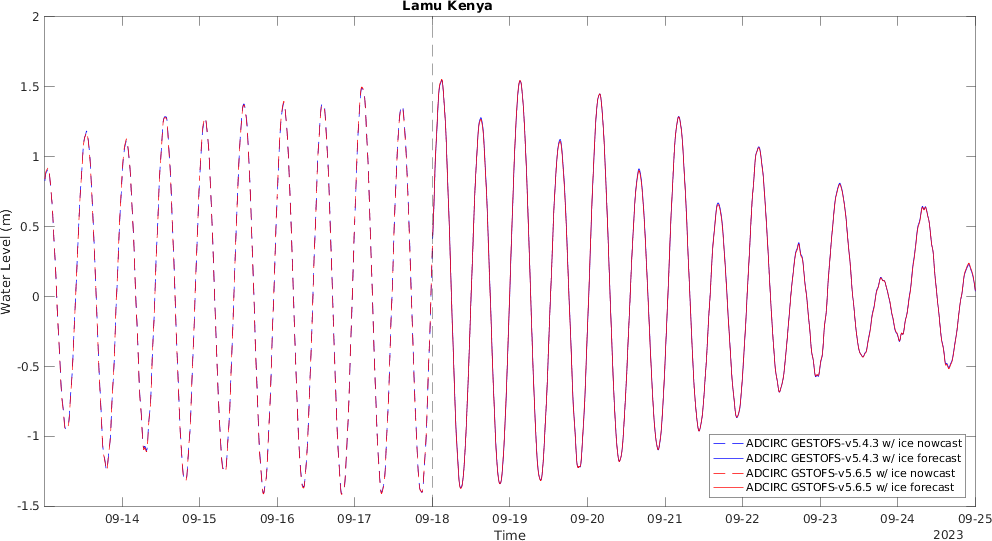 Lamu Kenya
2
1.5
1
0.5
0
-0.5
-1
-1.5
Water Level (m)
ADCIRC GESTOFS-v5.4.3 w/ ice nowcast
ADCIRC GESTOFS-v5.4.3 w/ ice forecast
ADCIRC GSTOFS-v5.6.5 w/ ice nowcast
ADCIRC GSTOFS-v5.6.5 w/ ice forecast
09-14 09-15 09-16 09-17 09-18 09-19 09-20 09-21 09-22 09-23 09-24 09-25
Time
2023